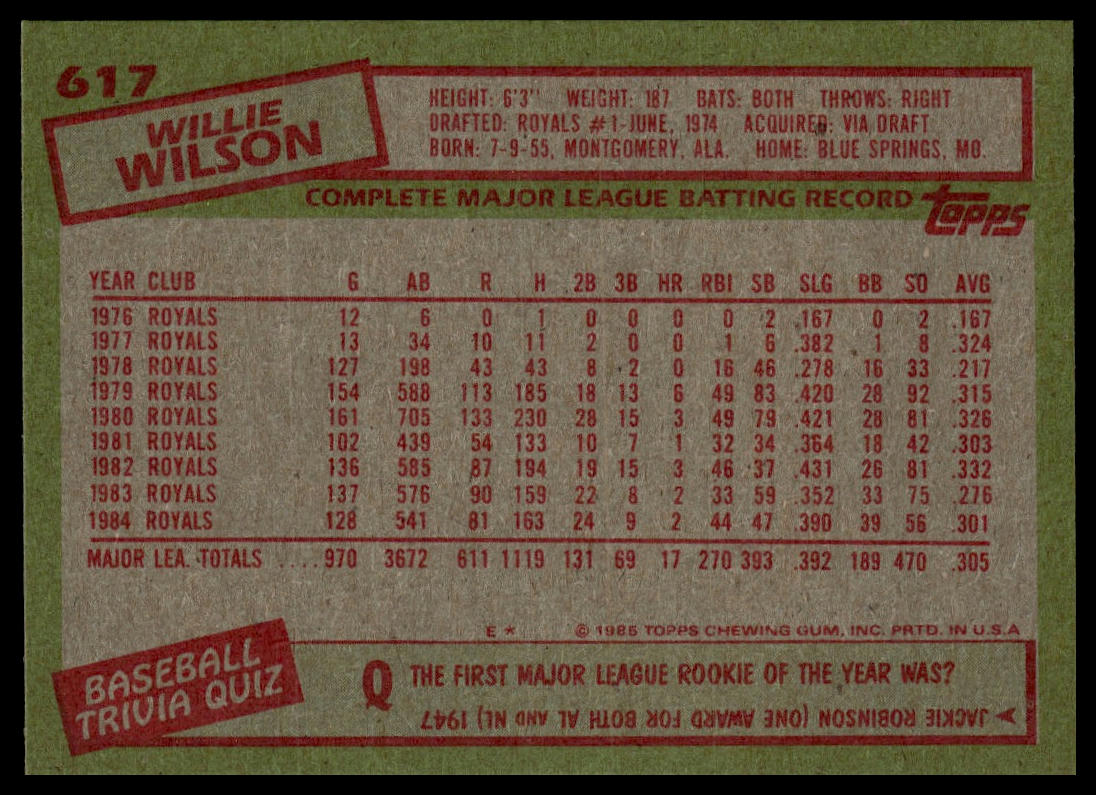 617
WILLIE
WILSON
HEIGHT: 6'3" WEIGHT: 187 BATS: BOTH THROWS: RIGHT
DRAFTED: ROYALS #1-JUNE, 1974 ACQUIRED: VIA DRAFT
BORN: 7-9-55, MONTGOMERY, ALA. HOME: BLUE SPRINGS, MO.
COMPLETE MAJOR LEAGUE BATTING RECORD topps
YEAR CLUB G AB R H 2B 3B HR RBI SB SLG BB SO AVG
1976 ROYALS 12 6 0 1 0 0 0 0 2 .167 0 2 .167
1977 ROYALS 13 34 10 11 2 0 0 1 6 .382 1 8 .324
1978 ROYALS 127 198 43 43 8 2 0 16 46 .278 16 33 .217
1979 ROYALS 154 588 113 185 18 13 6 49 83 .420 28 92 .315
1980 ROYALS 161 705 133 230 28 15 3 49 79 .421 28 81 .326
1981 ROYALS 102 439 54 133 10 7 1 32 34 .364 18 42 .303
1982 ROYALS 136 585 87 194 19 15 3 46 37 .431 26 81 .332
1983 ROYALS 137 576 90 159 22 8 2 33 59 .352 33 75 .276
1984 ROYALS 128 541 81 163 24 9 2 44 47 .390 39 56 .301
MAJOR LEA. TOTALS ....970 3672 611 1119 131 69 17 270 393 .392 189 470 .305
E * © 1985 TOPPS CHEWING GUM, INC. PRTD. IN U.S.A
BASEBALL
TRIVIA QUIZ
Q THE FIRST MAJOR LEAGUE ROOKIE OF THE YEAR WAS?
A JACKIE ROBINSON (ONE AWARD FOR BOTH AL AND NL) 1947